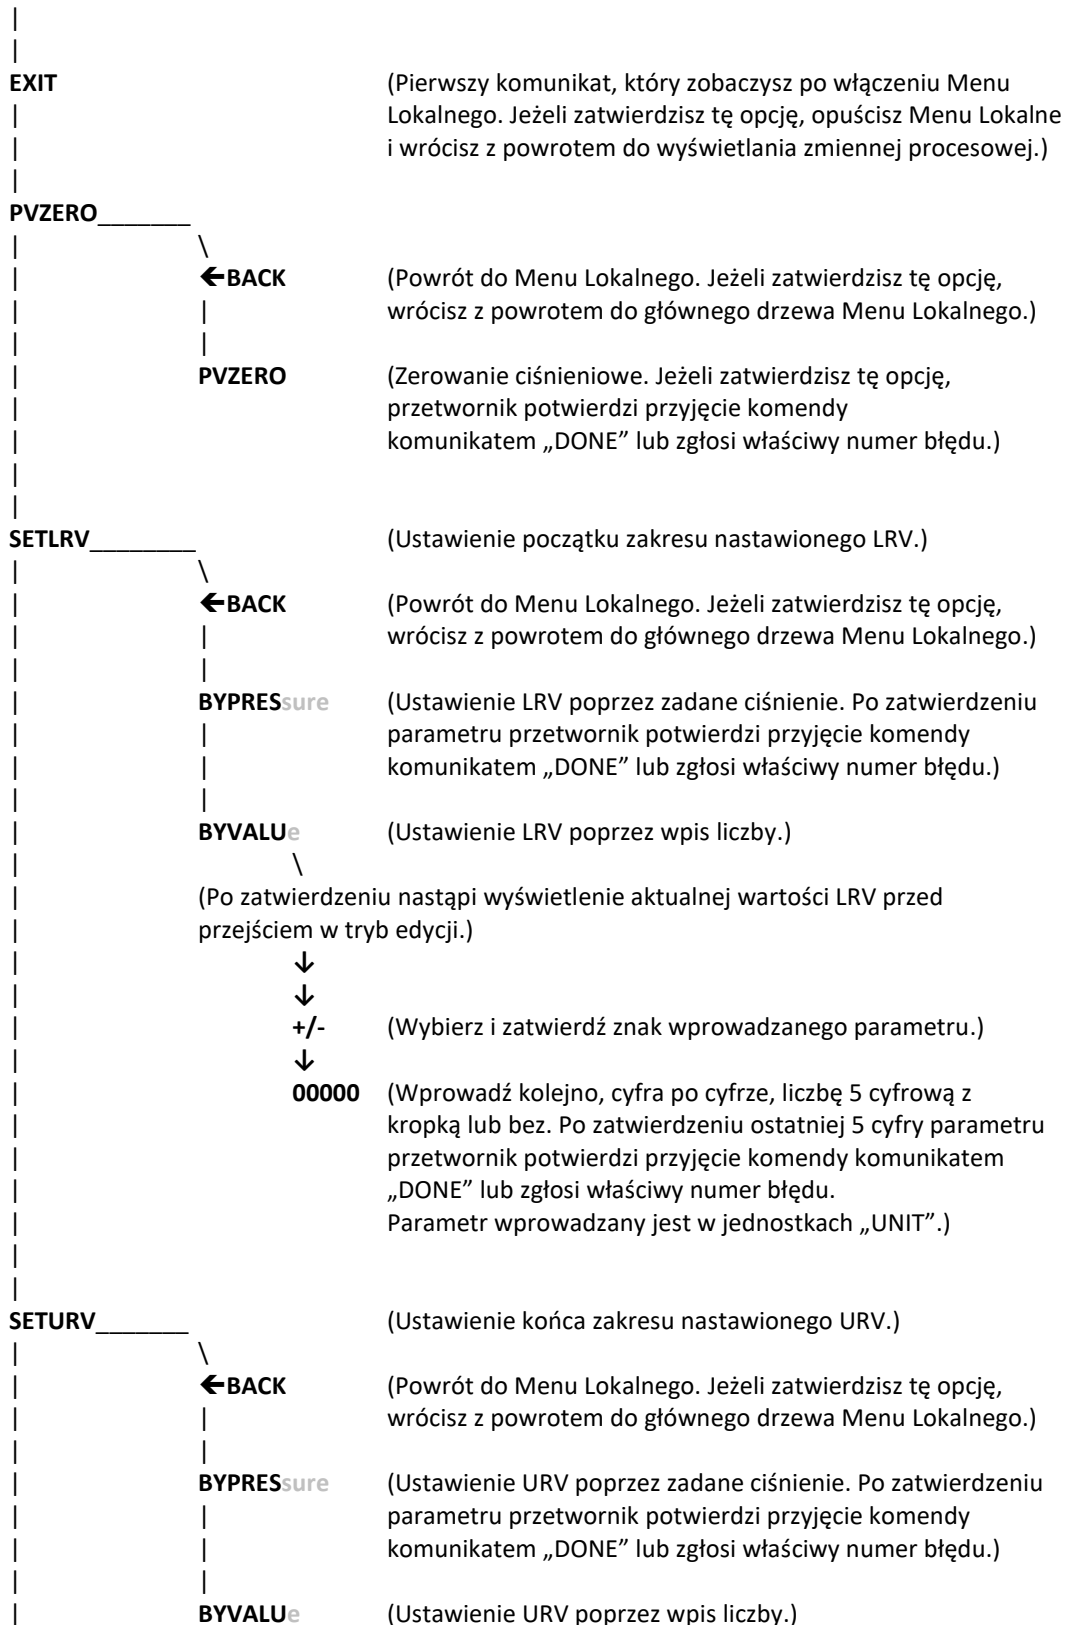 EXIT (Pierwszy komunikat, który zobaczysz po włączeniu Menu
Lokalnego. Jeżeli zatwierdzisz tę opcję, opuścisz Menu Lokalne
i wrócisz z powrotem do wyświetlania zmiennej procesowej.)
PVZERO_______
\
🡸BACK (Powrót do Menu Lokalnego. Jeżeli zatwierdzisz tę opcję,
wrócisz z powrotem do głównego drzewa Menu Lokalnego.)
PVZERO (Zerowanie ciśnieniowe. Jeżeli zatwierdzisz tę opcję,
przetwornik potwierdzi przyjęcie komendy
komunikatem „DONE” lub zgłosi właściwy numer błędu.)
SETLRV________ (Ustawienie początku zakresu nastawionego LRV.)
\
🡸BACK (Powrót do Menu Lokalnego. Jeżeli zatwierdzisz tę opcję,
wrócisz z powrotem do głównego drzewa Menu Lokalnego.)
BYPRESsure (Ustawienie LRV poprzez zadane ciśnienie. Po zatwierdzeniu
parametru przetwornik potwierdzi przyjęcie komendy
komunikatem „DONE” lub zgłosi właściwy numer błędu.)
BYVALUe (Ustawienie LRV poprzez wpis liczby.)
\
(Po zatwierdzeniu nastąpi wyświetlenie aktualnej wartości LRV przed
przejściem w tryb edycji.)
↓
↓
+/- (Wybierz i zatwierdź znak wprowadzanego parametru.)
↓
00000 (Wprowadź kolejno, cyfra po cyfrze, liczbę 5 cyfrową z
kropką lub bez. Po zatwierdzeniu ostatniej 5 cyfry parametru
przetwornik potwierdzi przyjęcie komendy komunikatem
„DONE” lub zgłosi właściwy numer błędu.
Parametr wprowadzany jest w jednostkach „UNIT”.)
SETURV_______ (Ustawienie końca zakresu nastawionego URV.)
\
🡸BACK (Powrót do Menu Lokalnego. Jeżeli zatwierdzisz tę opcję,
wrócisz z powrotem do głównego drzewa Menu Lokalnego.)
BYPRESsure (Ustawienie URV poprzez zadane ciśnienie. Po zatwierdzeniu
parametru przetwornik potwierdzi przyjęcie komendy
komunikatem „DONE” lub zgłosi właściwy numer błędu.)
BYVALUe (Ustawienie URV poprzez wpis liczby.)